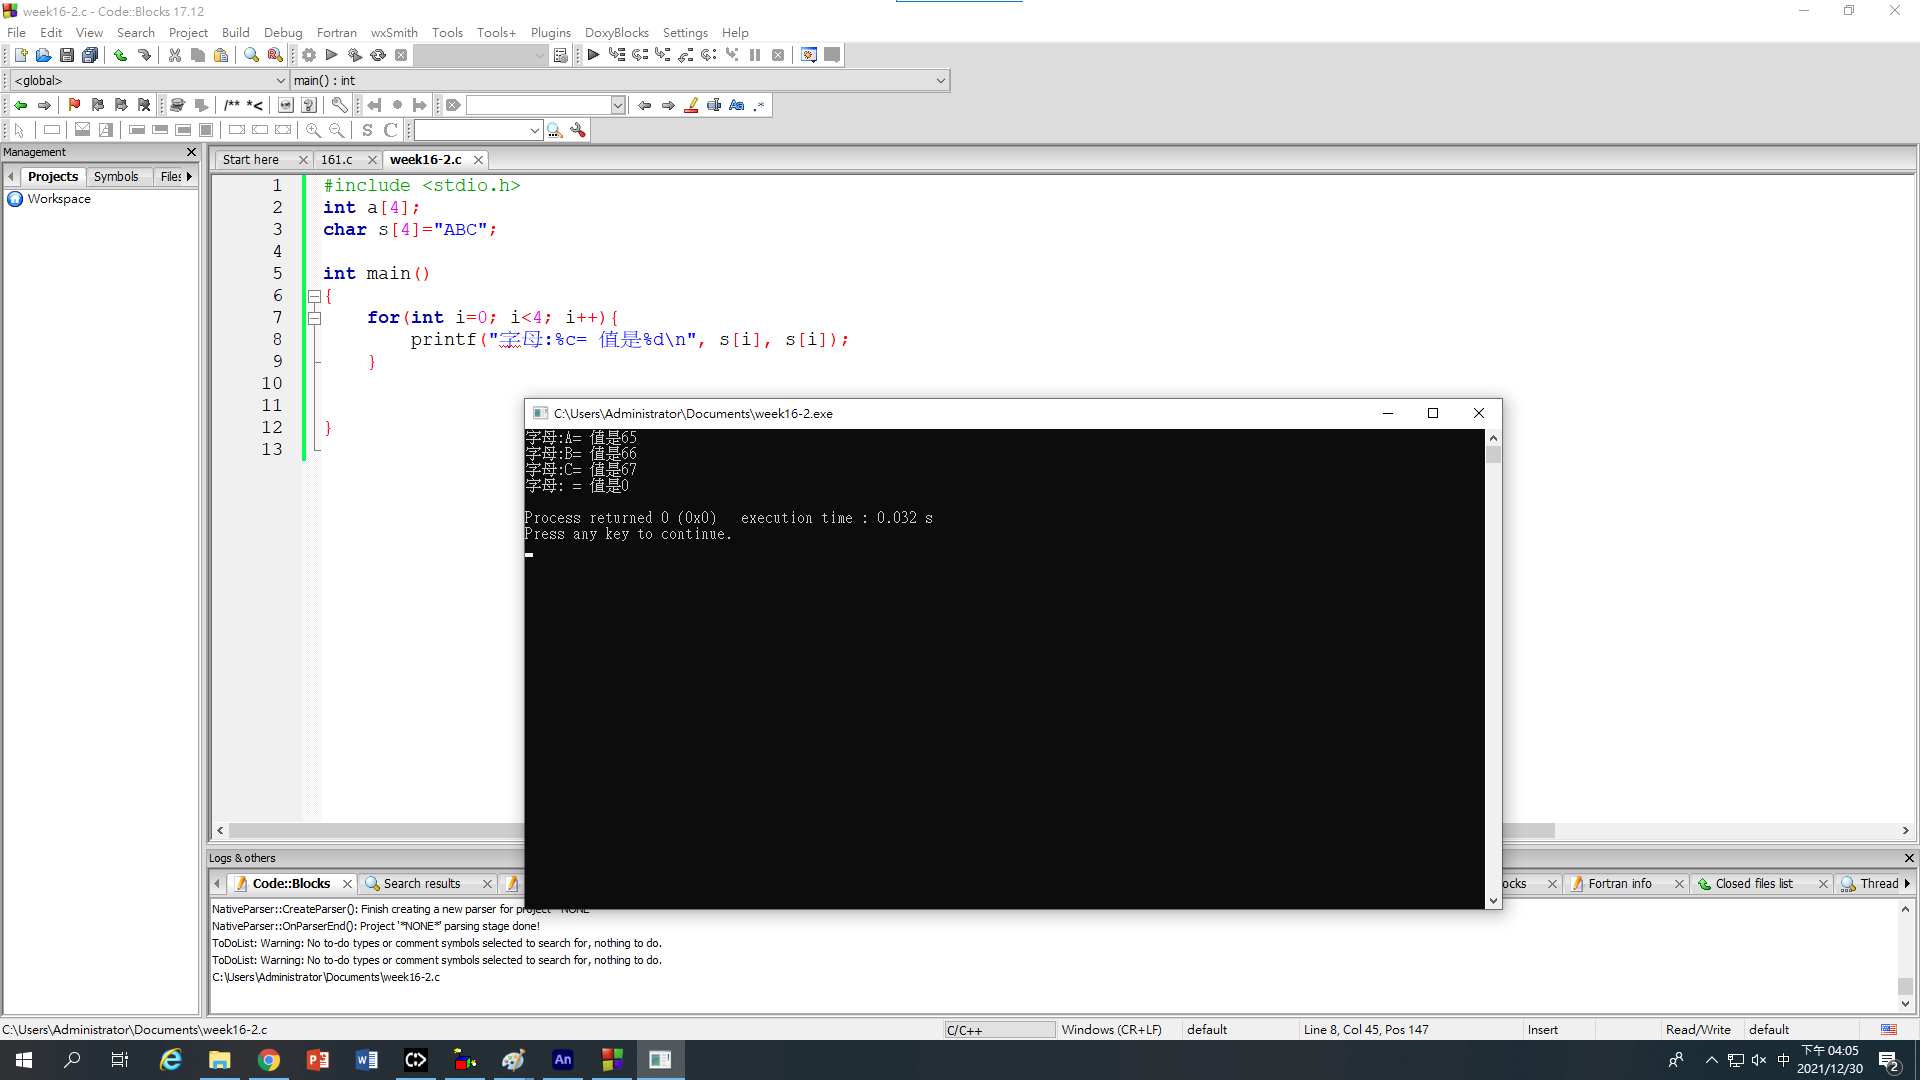 week16-2.c - Code::Blocks 17.12
File Edit View Search Project Build Debug Fortran wxSmith Tools Tools+ Plugins DoxyBlocks Settings Help
<global> main() : int
/** *<
S C
Management
Start here 161.c week16-2.c
Projects Symbols Files
Workspace
1 #include <stdio.h>
2 int a[4];
3 char s[4]="ABC";
4
5 int main()
6 {
7 for(int i=0; i<4; i++){
8 printf("字母:%c= 值是%d\n", s[i], s[i]);
9 }
10
11
12 }
13
C:\Users\Administrator\Documents\week16-2.exe
字母:A= 值是65
字母:B= 值是66
字母:C= 值是67
字母: = 值是0
Process returned 0 (0x0) execution time : 0.032 s
Press any key to continue.
Logs & others
Code::Blocks Search results ocks Fortran info Closed files list Thread
NativeParser::CreateParser(): Finish creating a new parser for project
NativeParser::OnParserEnd(): Project '*NONE*' parsing stage done!
ToDoList: Warning: No to-do types or comment symbols selected to search for, nothing to do.
ToDoList: Warning: No to-do types or comment symbols selected to search for, nothing to do.
C:\Users\Administrator\Documents\week16-2.c
C:\Users\Administrator\Documents\week16-2.c C/C++ Windows (CR+LF) default Line 8, Col 45, Pos 147 Insert Read/Write default
An 中 下午 04:05
2021/12/30
2